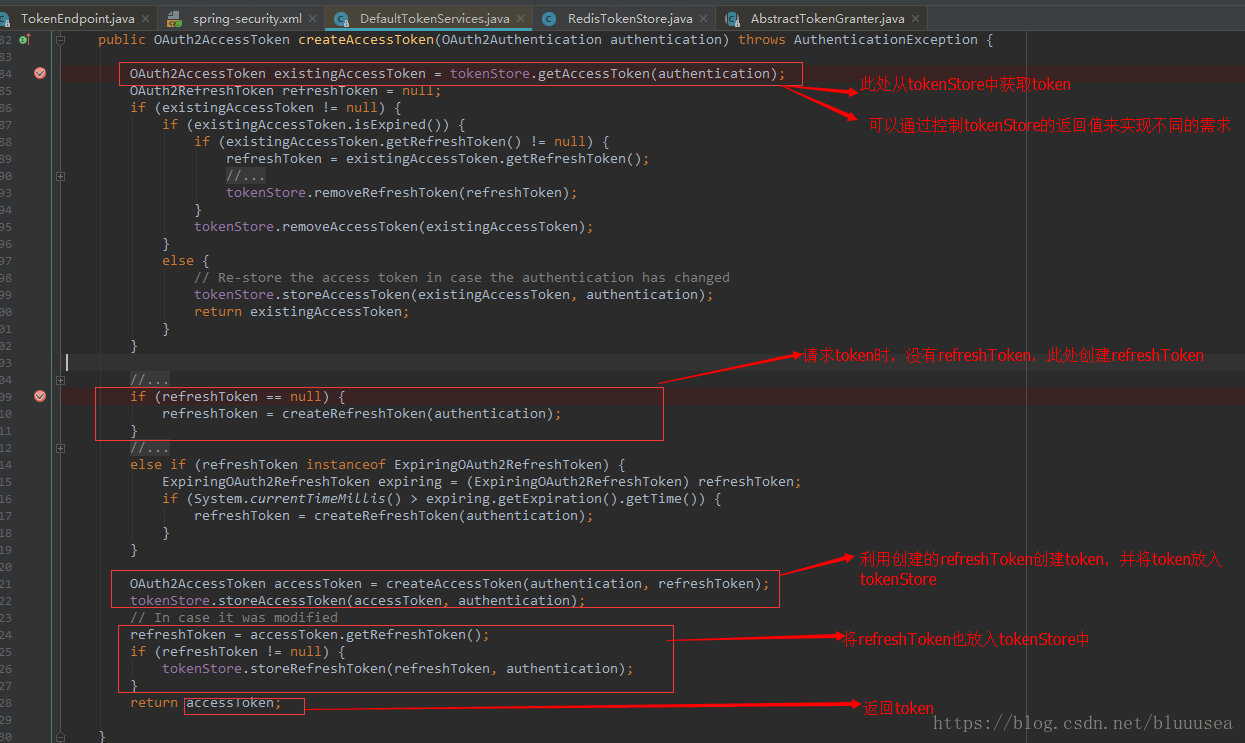 TokenEndpoint.java × spring-security.xml × DefaultTokenServices.java × RedisTokenStore.java × AbstractTokenGranter.java ×
82 public OAuth2AccessToken createAccessToken(OAuth2Authentication authentication) throws AuthenticationException {
83
84 OAuth2AccessToken existingAccessToken = tokenStore.getAccessToken(authentication);
此处从tokenStore中获取token
85 OAuth2RefreshToken refreshToken = null;
86 if (existingAccessToken != null) {
87 if (existingAccessToken.isExpired()) {
可以通过控制tokenStore的返回值来实现不同的需求
88 if (existingAccessToken.getRefreshToken() != null) {
89 refreshToken = existingAccessToken.getRefreshToken();
90 //...
93 tokenStore.removeRefreshToken(refreshToken);
94 }
95 tokenStore.removeAccessToken(existingAccessToken);
96 }
97 else {
98 // Re-store the access token in case the authentication has changed
99 tokenStore.storeAccessToken(existingAccessToken, authentication);
00 return existingAccessToken;
01 }
02 }
03
请求token时，没有refreshToken，此处创建refreshToken
04 //...
09 if (refreshToken == null) {
10 refreshToken = createRefreshToken(authentication);
11 }
12 //...
14 else if (refreshToken instanceof ExpiringOAuth2RefreshToken) {
15 ExpiringOAuth2RefreshToken expiring = (ExpiringOAuth2RefreshToken) refreshToken;
16 if (System.currentTimeMillis() > expiring.getExpiration().getTime()) {
17 refreshToken = createRefreshToken(authentication);
18 }
19 }
20
利用创建的refreshToken创建token，并将token放入
tokenStore
21 OAuth2AccessToken accessToken = createAccessToken(authentication, refreshToken);
22 tokenStore.storeAccessToken(accessToken, authentication);
23 // In case it was modified
24 refreshToken = accessToken.getRefreshToken();
将refreshToken也放入tokenStore中
25 if (refreshToken != null) {
26 tokenStore.storeRefreshToken(refreshToken, authentication);
27 }
28 return accessToken;
返回token
29
30 }
https://blog.csdn.net/bluuusea